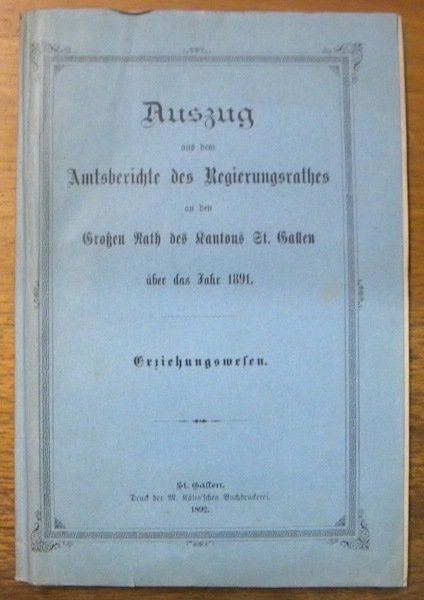 Auszug
aus dem
Amtsberichte des Regierungsrathes
an den
Großen Rath des Kantons St. Gallen
über das Jahr 1891.
Erziehungswesen.
St. Gallen.
Druck der M. Kälin'schen Buchdruckerei.
1892.